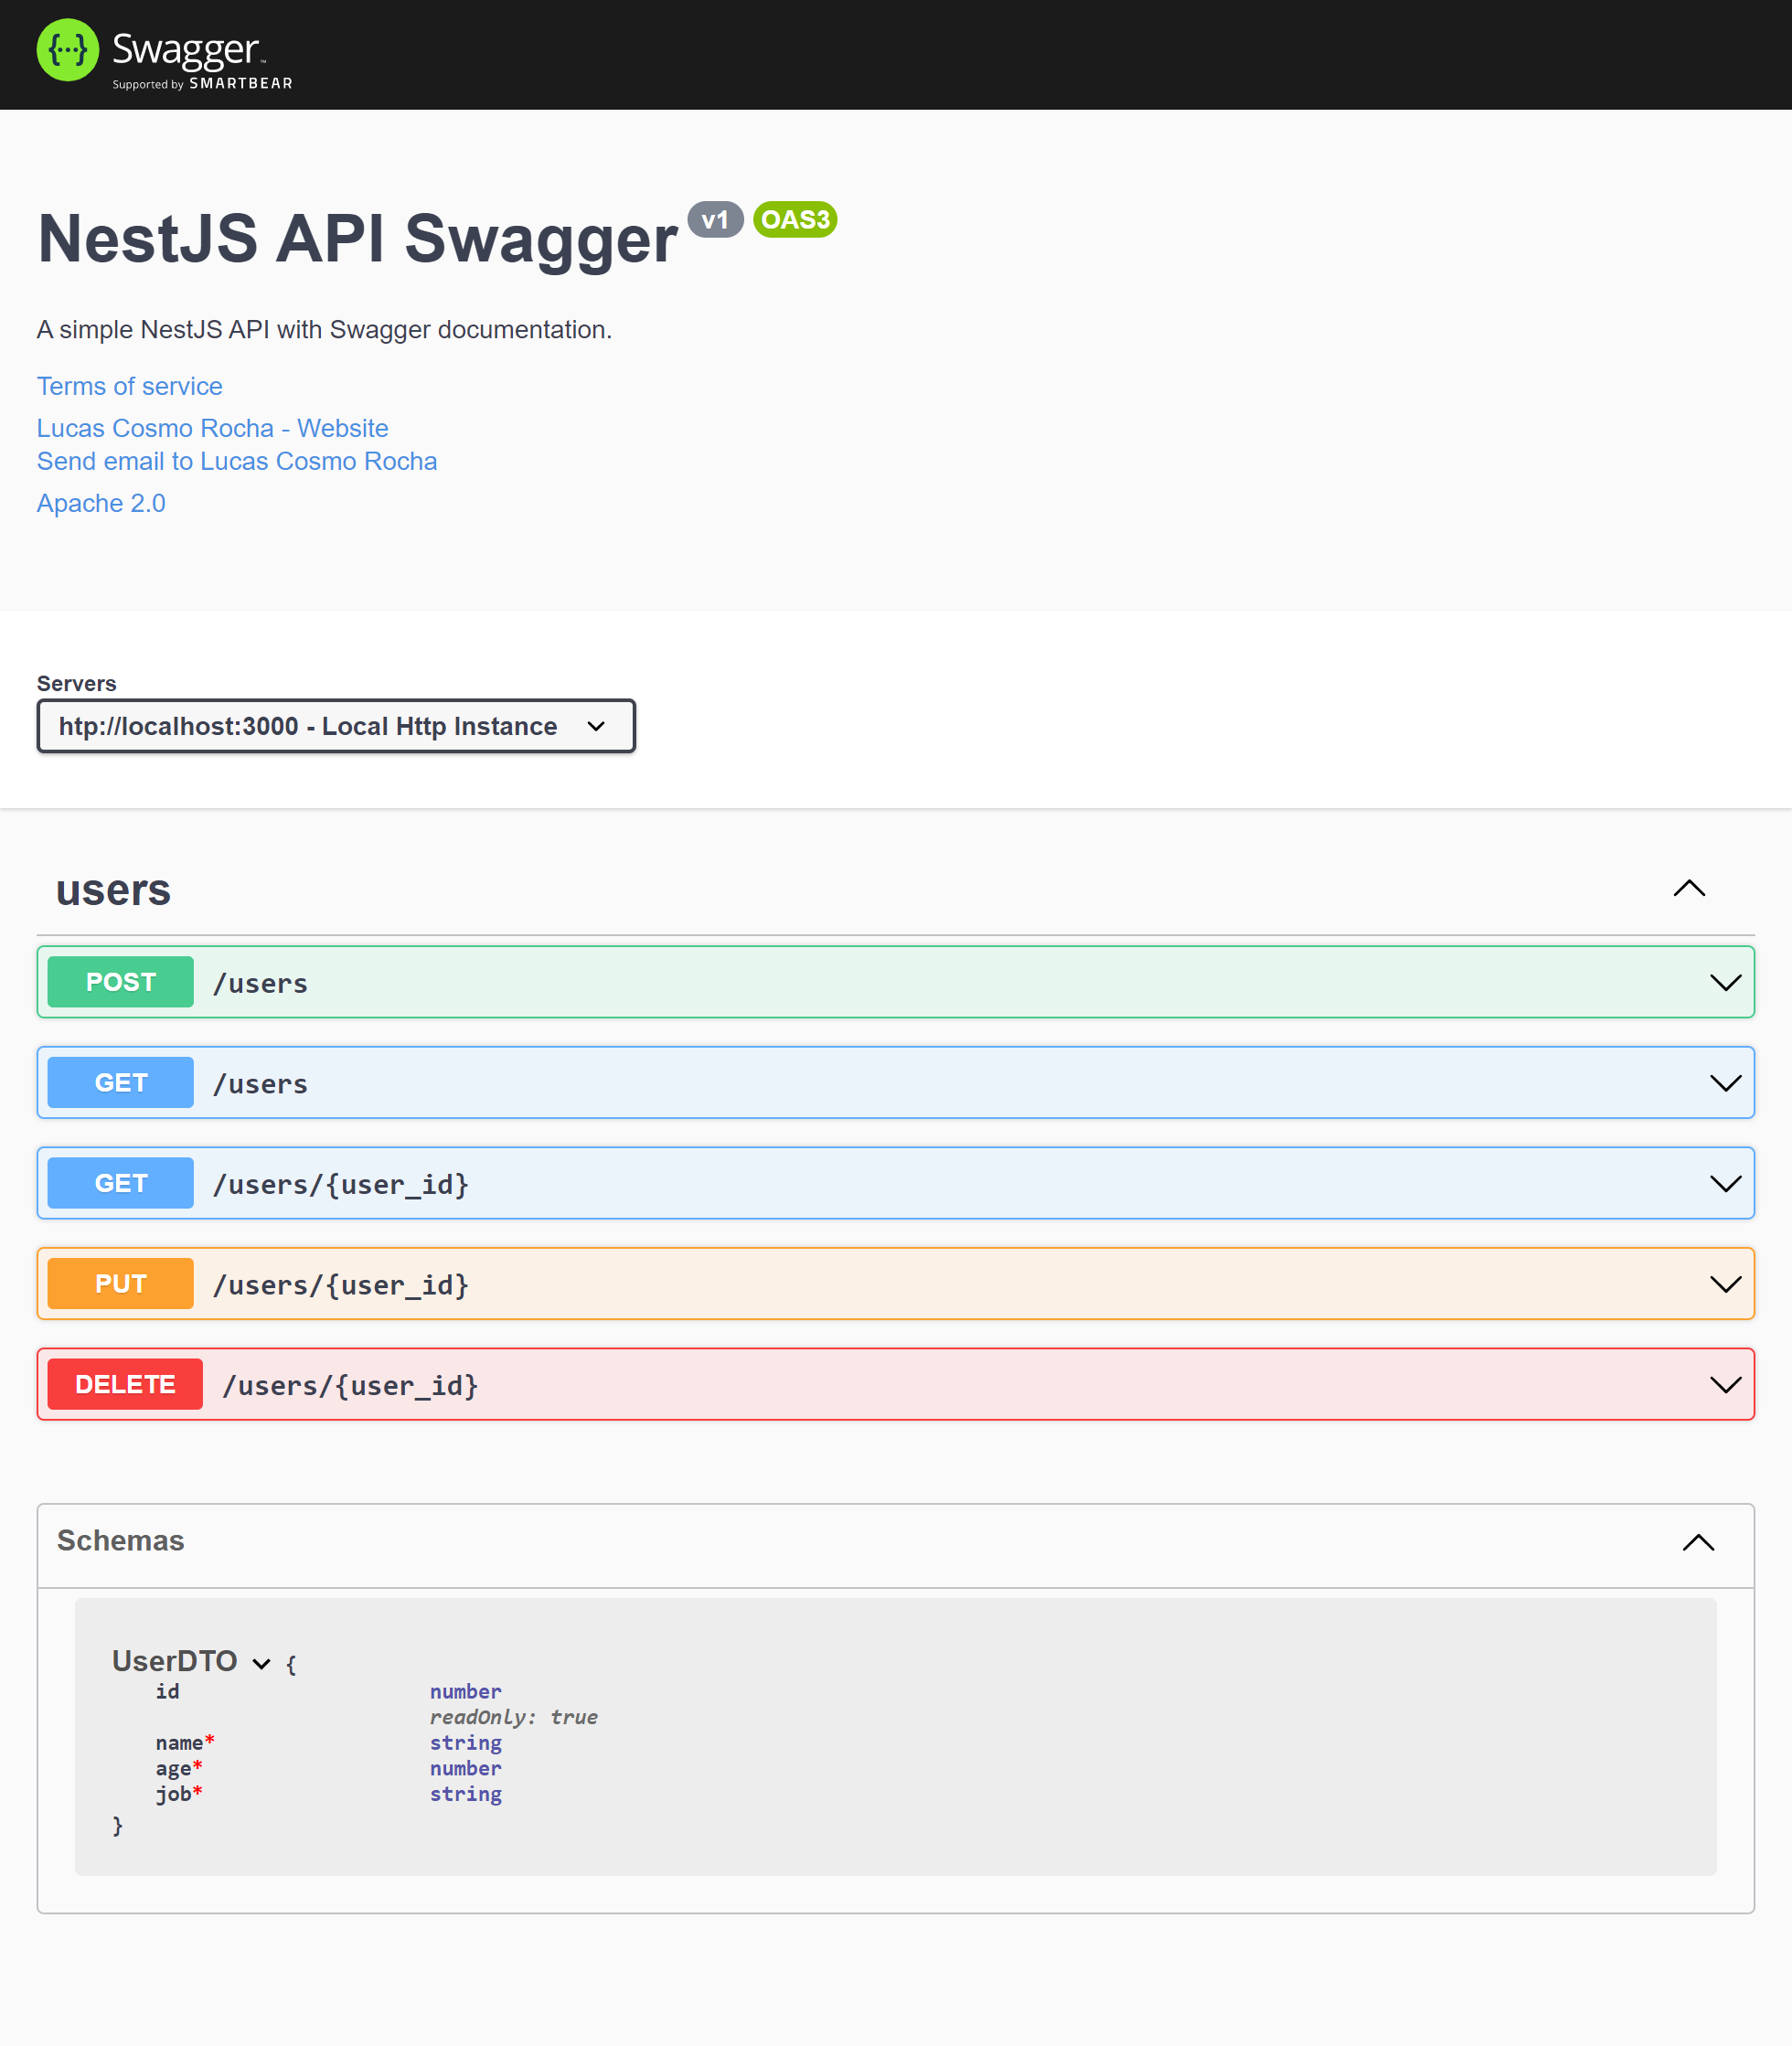 {···} Swagger™
Supported by SMARTBEAR
NestJS API Swagger v1 OAS3
A simple NestJS API with Swagger documentation.
Terms of service
Lucas Cosmo Rocha - Website
Send email to Lucas Cosmo Rocha
Apache 2.0
Servers
htp://localhost:3000 - Local Http Instance
users
POST /users
GET /users
GET /users/{user_id}
PUT /users/{user_id}
DELETE /users/{user_id}
Schemas
UserDTO {
id number
readOnly: true
name* string
age* number
job* string
}